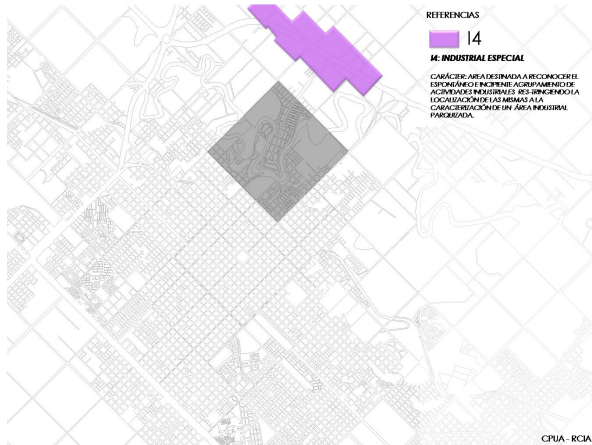 REFERENCIAS
I4
I4: INDUSTRIAL ESPECIAL
CARÁCTER: AREA DESTINADA A RECONOCER EL
ESPONTÁNEO E INCIPIENTE AGRUPAMIENTO DE
ACTIVIDADES INDUSTRIALES RES-TRINGIENDO LA
LOCALIZACIÓN DE LAS MISMAS A LA
CARACTERIZACIÓN DE UN ÁREA INDUSTRIAL
PARQUIZADA.
CPUA - RCIA